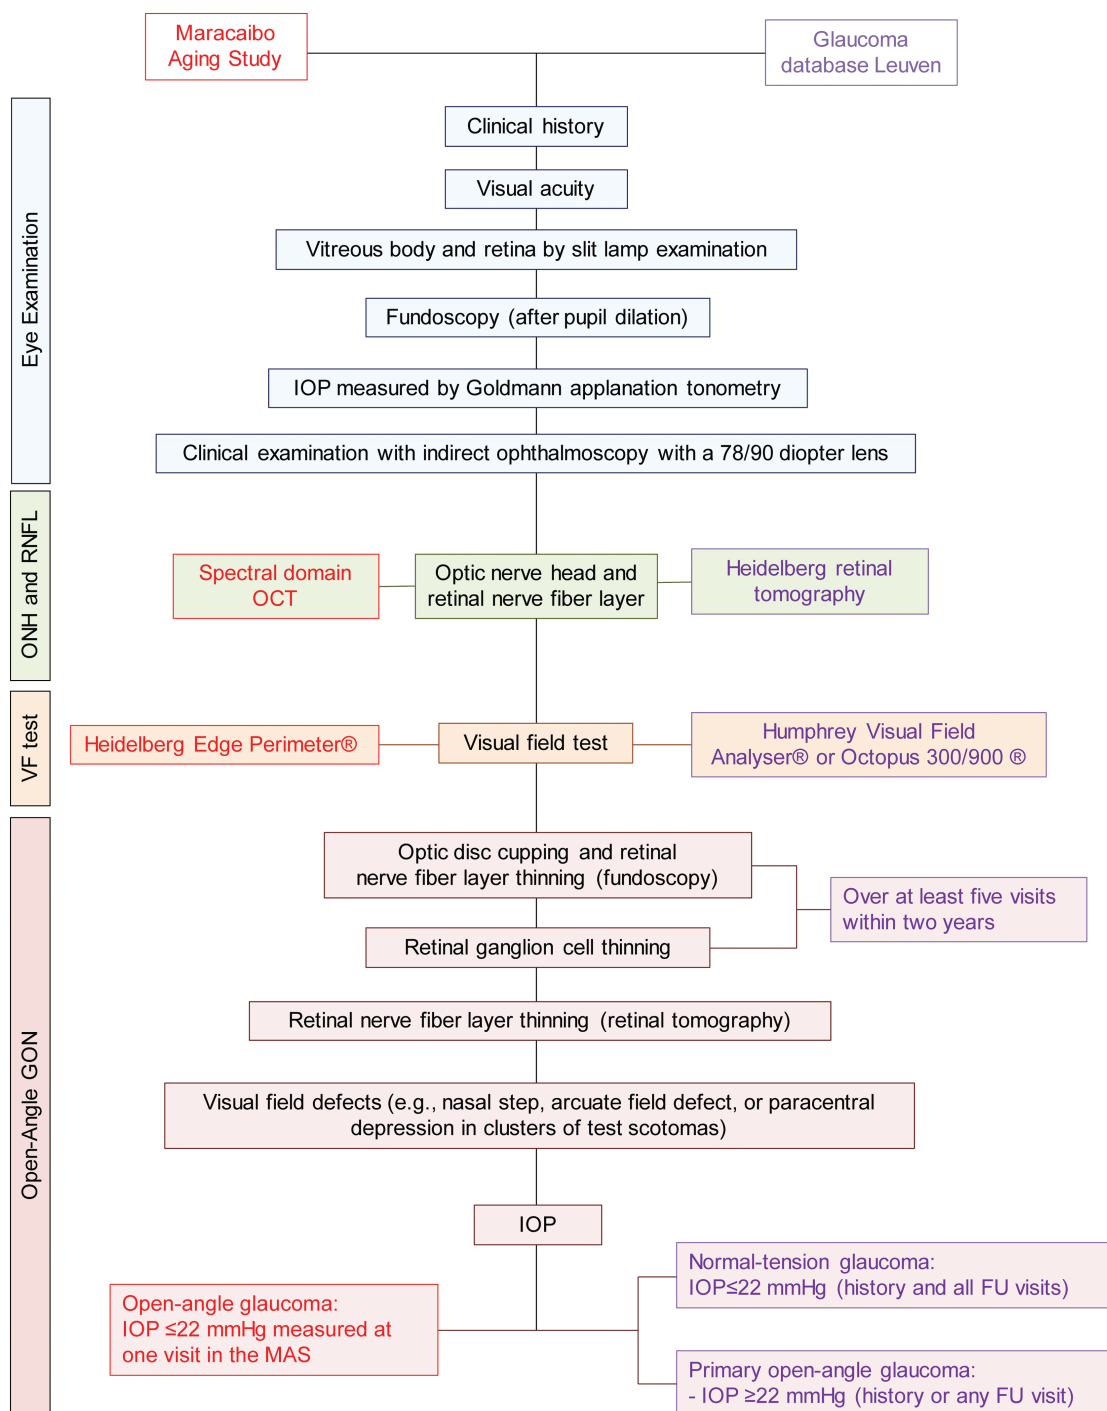 Maracaibo
Aging Study
Glaucoma
database Leuven
Eye Examination
Clinical history
Visual acuity
Vitreous body and retina by slit lamp examination
Fundoscopy (after pupil dilation)
IOP measured by Goldmann applanation tonometry
Clinical examination with indirect ophthalmoscopy with a 78/90 diopter lens
ONH and RNFL
Spectral domain
OCT
Optic nerve head and
retinal nerve fiber layer
Heidelberg retinal
tomography
VF test
Heidelberg Edge Perimeter®
Visual field test
Humphrey Visual Field
Analyser® or Octopus 300/900 ®
Open-Angle GON
Optic disc cupping and retinal
nerve fiber layer thinning (fundoscopy)
Over at least five visits
within two years
Retinal ganglion cell thinning
Retinal nerve fiber layer thinning (retinal tomography)
Visual field defects (e.g., nasal step, arcuate field defect, or paracentral
depression in clusters of test scotomas)
IOP
Open-angle glaucoma:
IOP ≤22 mmHg measured at
one visit in the MAS
Normal-tension glaucoma:
IOP≤22 mmHg (history and all FU visits)
Primary open-angle glaucoma:
- IOP ≥22 mmHg (history or any FU visit)